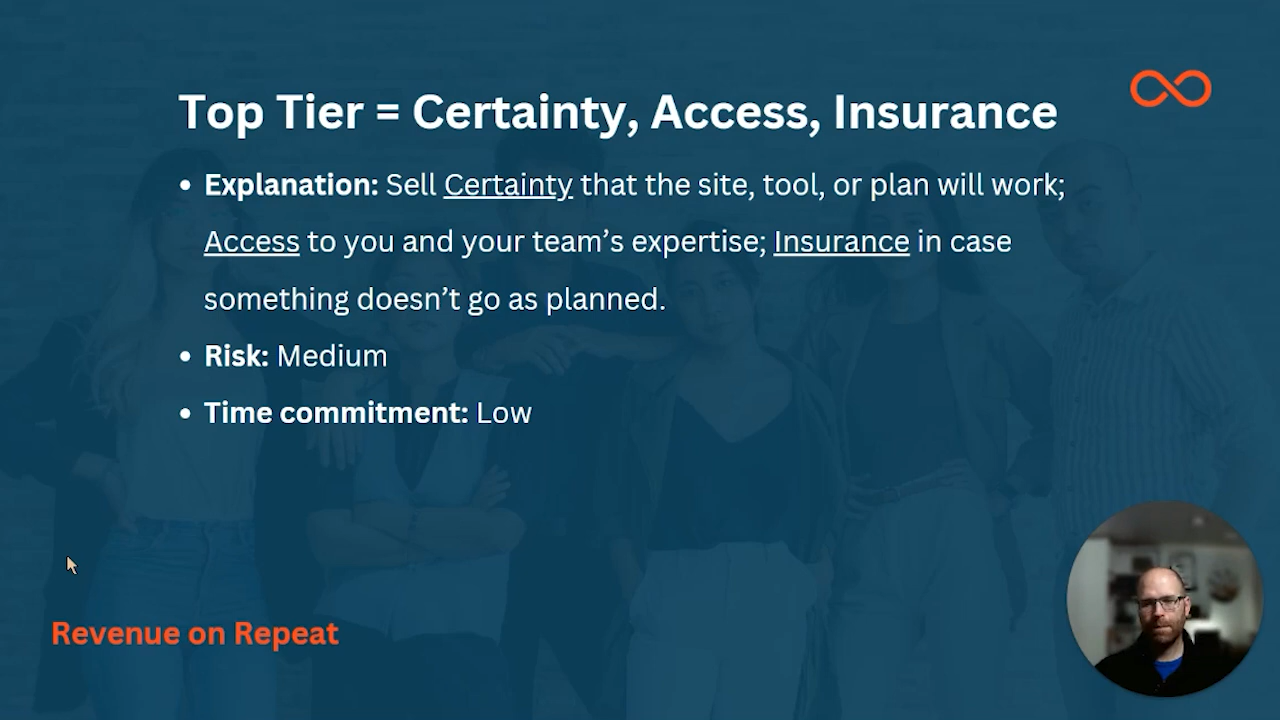 Top Tier = Certainty, Access, Insurance
• Explanation: Sell Certainty that the site, tool, or plan will work;
Access to you and your team’s expertise; Insurance in case
something doesn’t go as planned.
• Risk: Medium
• Time commitment: Low
Revenue on Repeat